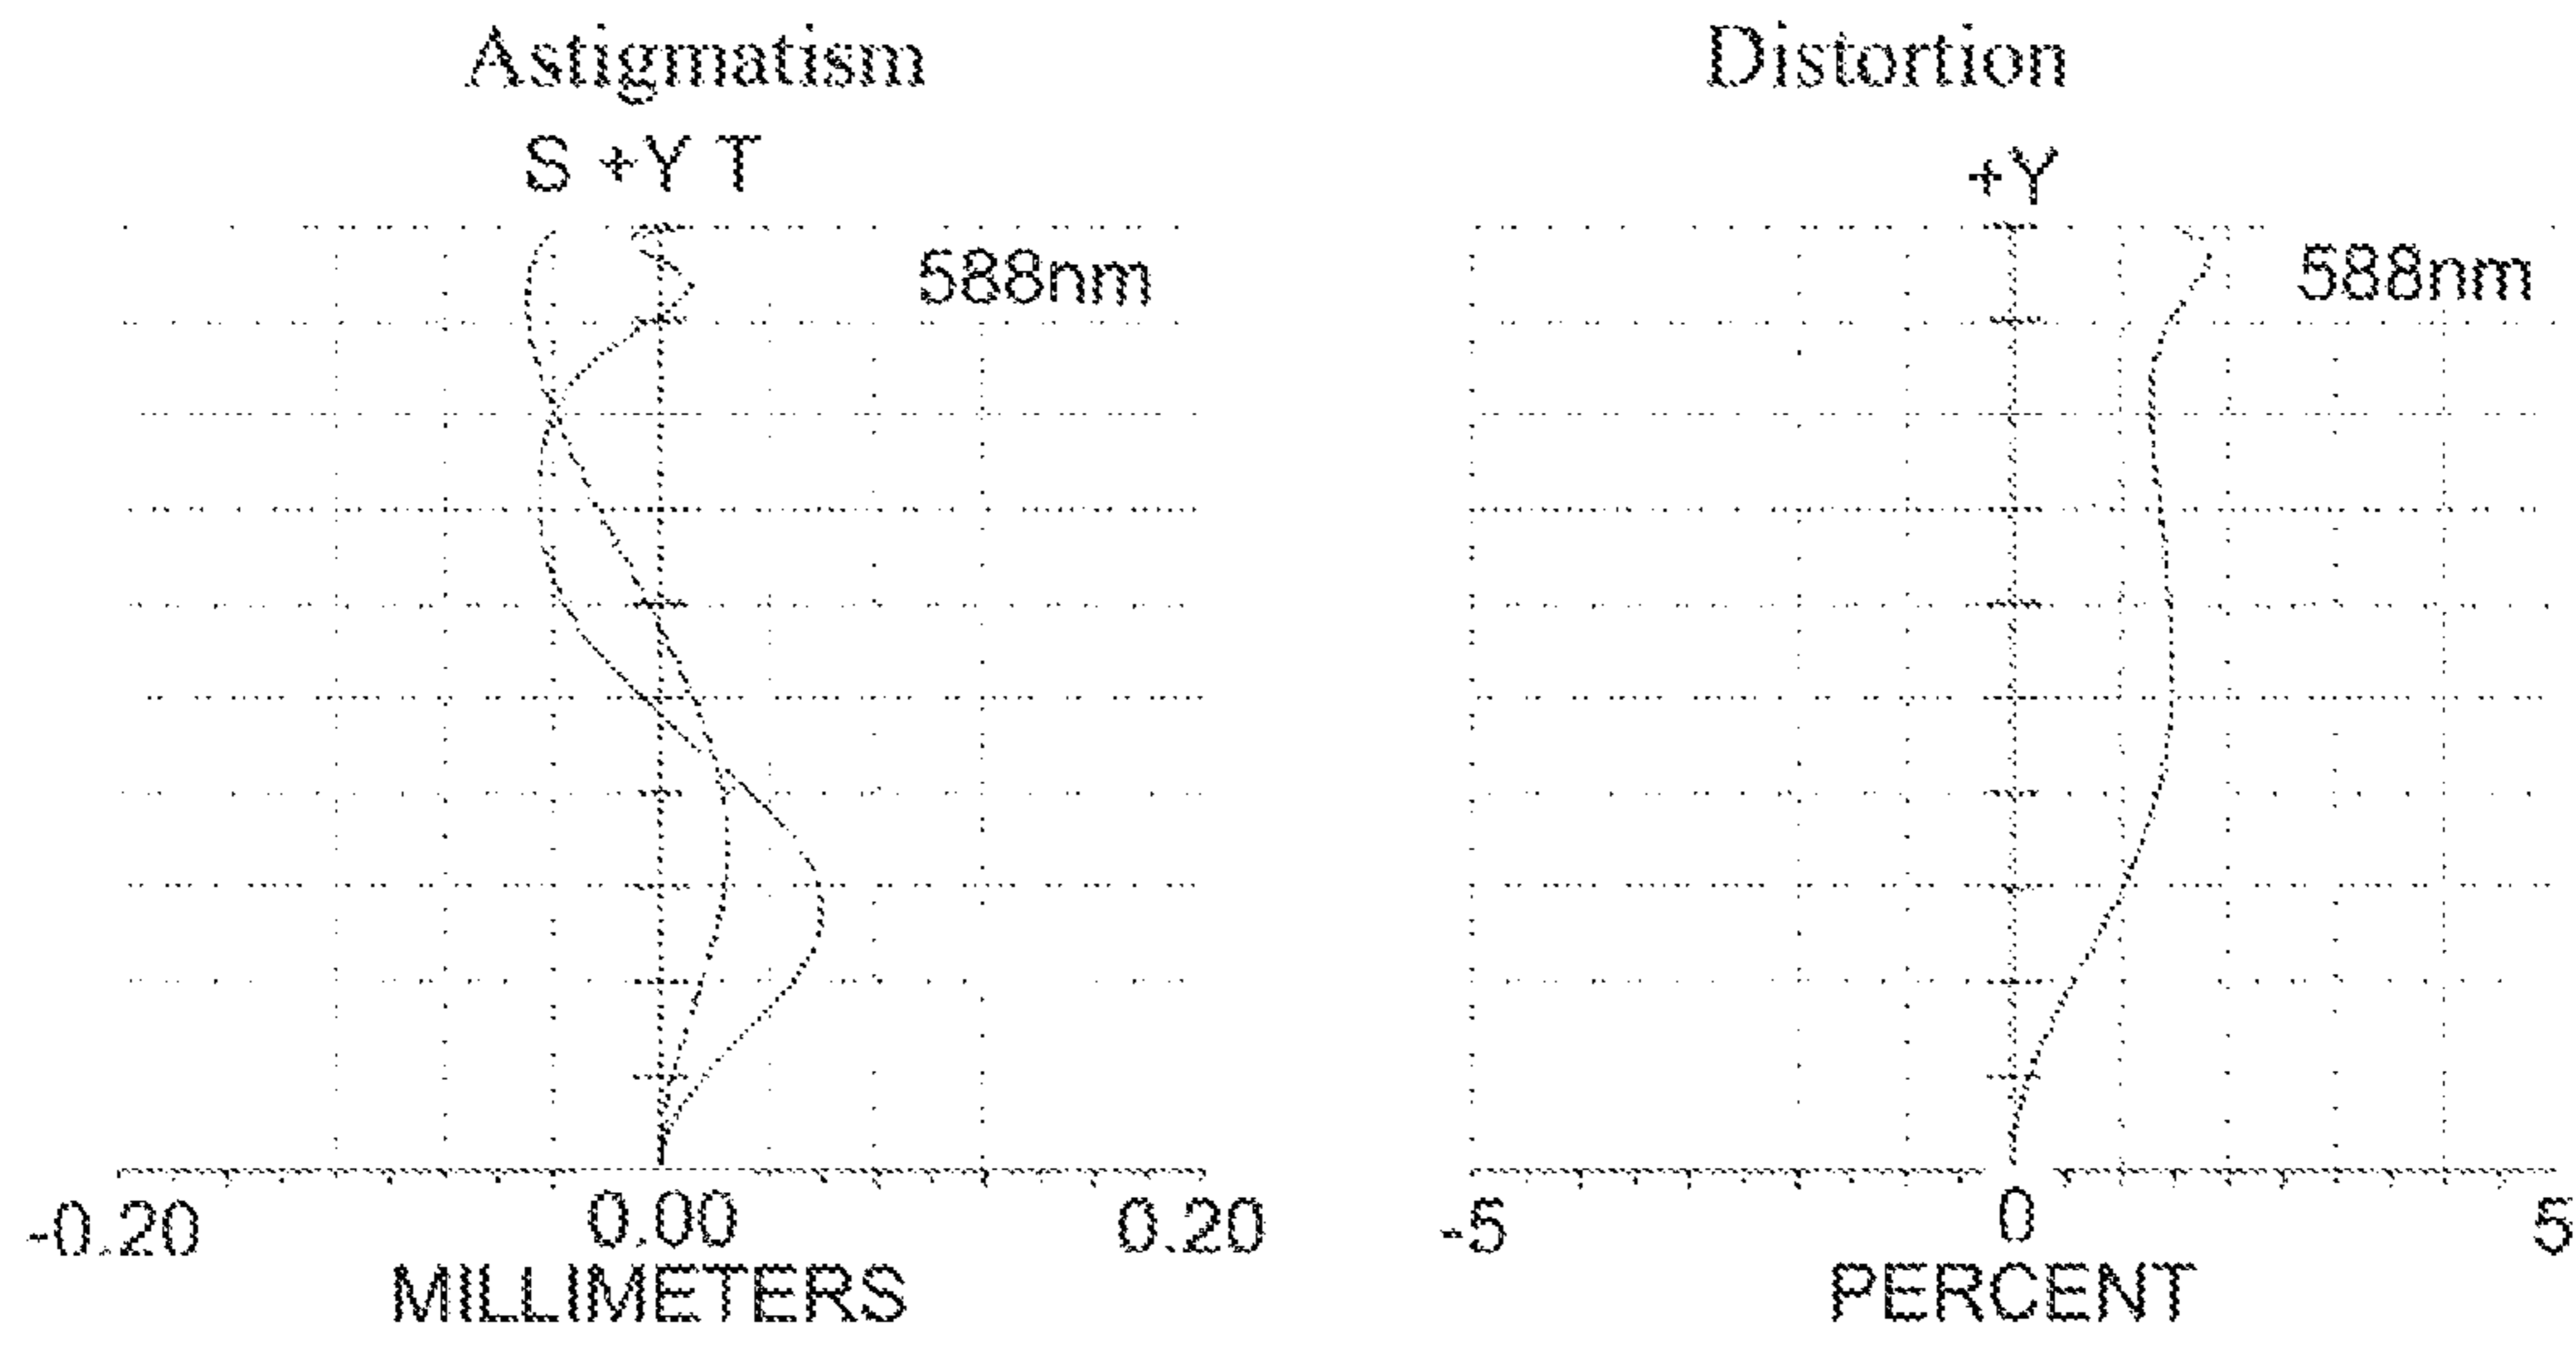 Astigmatism
S +Y T
588nm
-0.20 0.00 0.20
MILLIMETERS
Distortion
+Y
588nm
-5 0 5
PERCENT